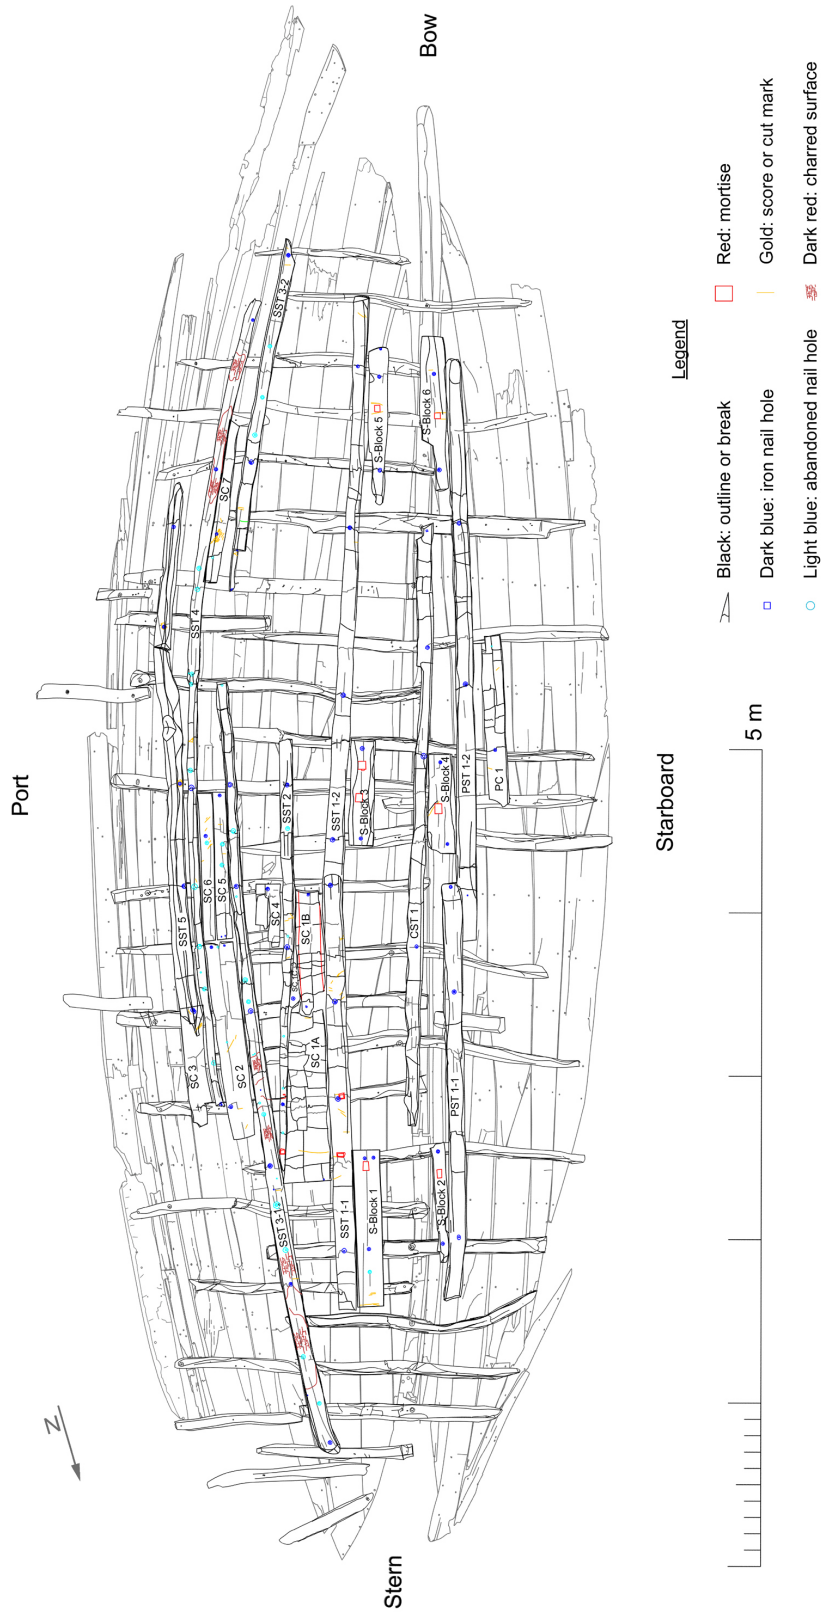 Bow
Port
Stern
Starboard
N
SST 3-2
SC 7
SST 4
S-Block 5
S-Block 6
SST 5
SC 6
SC 5
SST 2
SST 1-2
S-Block 3
S-Block 4
PST 1-2
PC 1
SC 4
SC 1B
CST 1
SC 3
SC 2
SC 1A
PST 1-1
SST 3-1
SST 1-1
S-Block 1
S-Block 2
5 m
Legend
Black: outline or break
Red: mortise
Dark blue: iron nail hole
Gold: score or cut mark
Light blue: abandoned nail hole
Dark red: charred surface